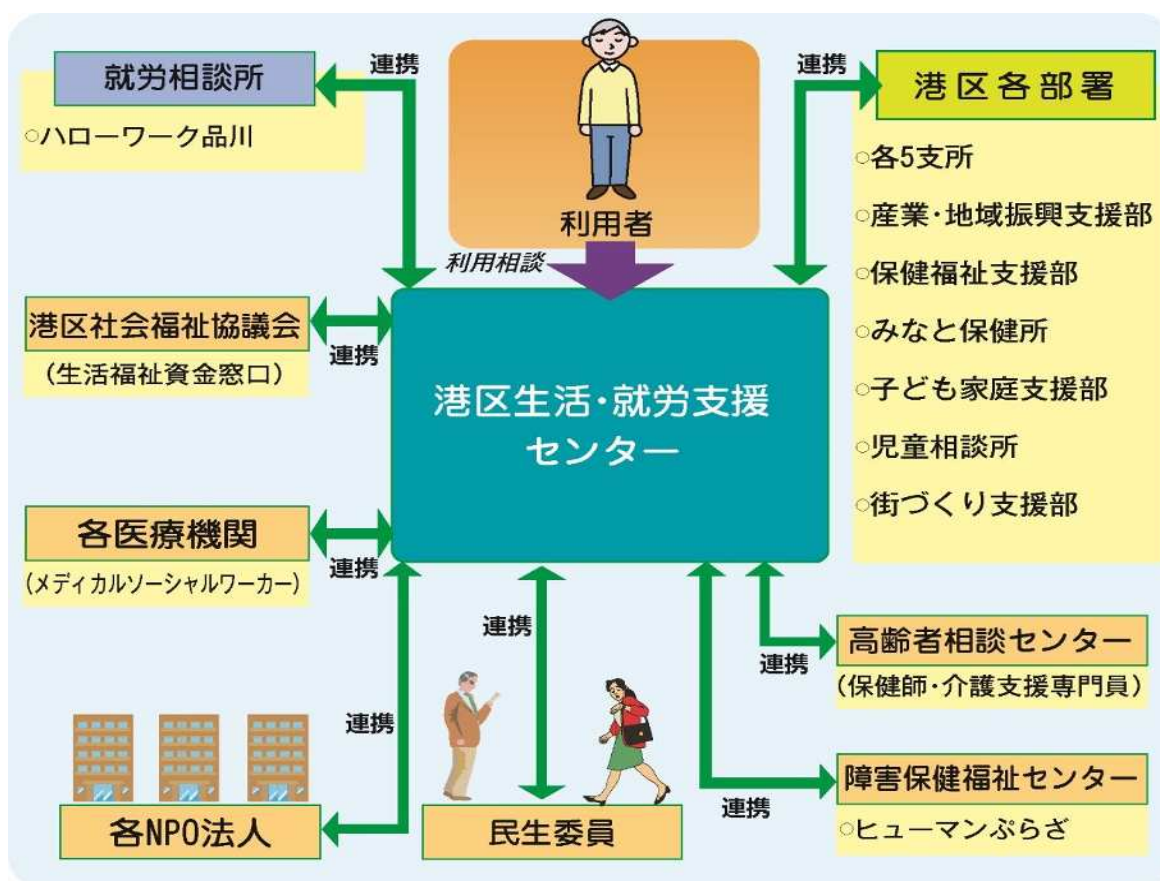 就労相談所
○ハローワーク品川
連携
利用者
利用相談
連携
港区各部署
○各5支所
○産業・地域振興支援部
○保健福祉支援部
○みなと保健所
○子ども家庭支援部
○児童相談所
○街づくり支援部
港区社会福祉協議会
(生活福祉資金窓口)
連携
港区生活・就労支援
センター
各医療機関
(メディカルソーシャルワーカー)
連携
連携
各NPO法人
連携
民生委員
連携
高齢者相談センター
(保健師・介護支援専門員)
連携
障害保健福祉センター
○ヒューマンぷらざ